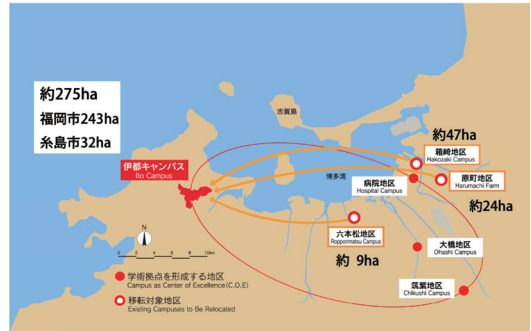 約275ha
福岡市243ha
糸島市32ha
志賀島
約47ha
箱崎地区
Hakozaki Campus
伊都キャンパス
Ito Campus
博多湾
病院地区
Hospital Campus
原町地区
Harumachi Farm
約24ha
六本松地区
Ropponmatsu Campus
約 9ha
大橋地区
Ohashi Campus
筑紫地区
Chikushi Campus
N
0 2 4 6 8 10km
学術拠点を形成する地区
Campus as Center of Excellence(C.O.E)
移転対象地区
Existing Campuses to Be Relocated